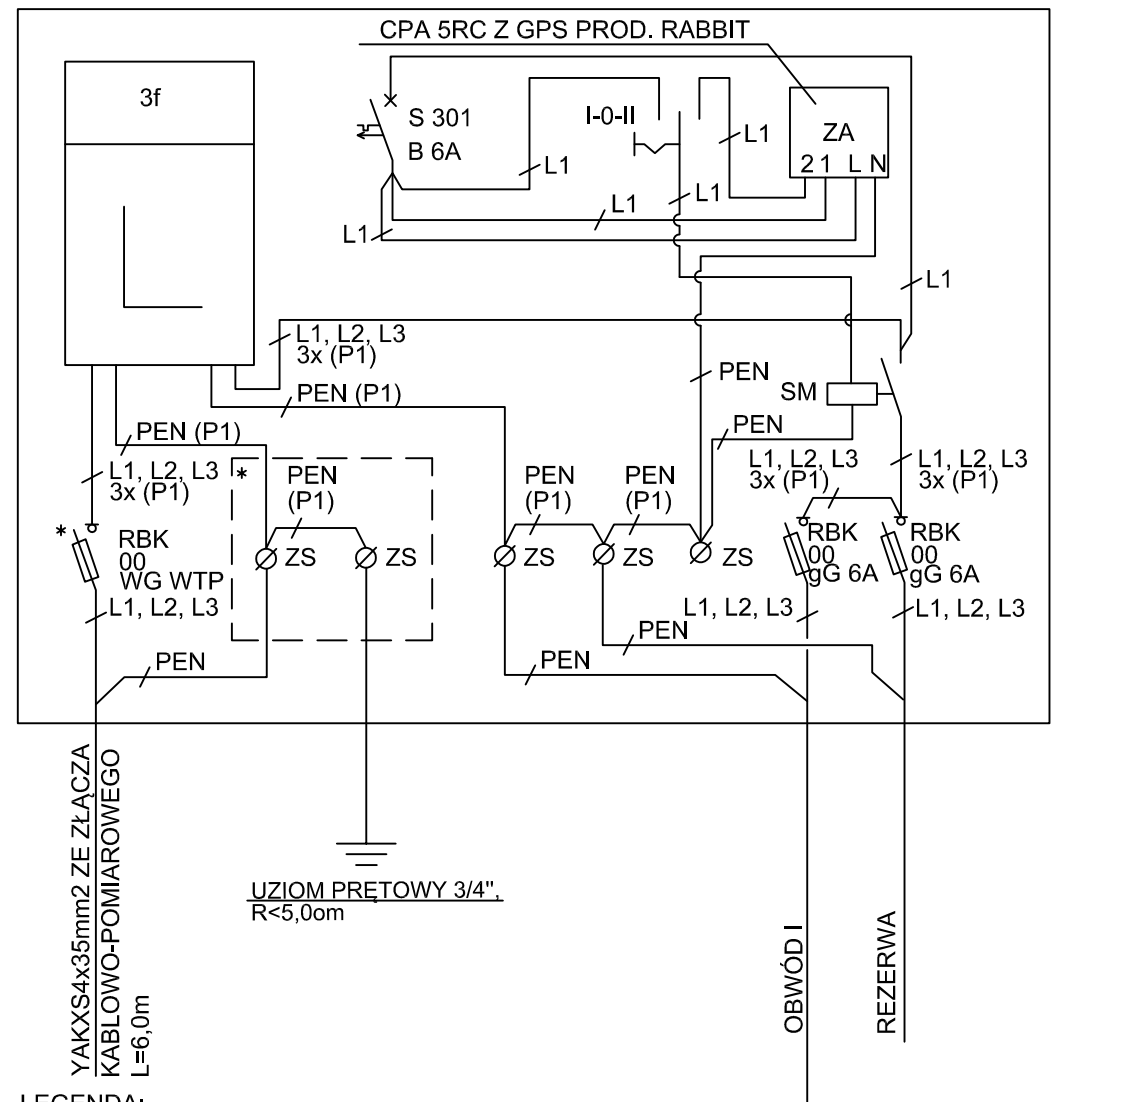 CPA 5RC Z GPS PROD. RABBIT
3f
S 301
B 6A
I-0-II
L1
ZA
2 1 L N
L1
L1
L1
L1
L1
L1, L2, L3
3x (P1)
PEN
SM
PEN (P1)
PEN
PEN (P1)
L1, L2, L3
3x (P1)
*
PEN
(P1)
PEN
(P1)
PEN
(P1)
L1, L2, L3
3x (P1)
L1, L2, L3
3x (P1)
*
RBK
00
WG WTP
ZS
ZS
ZS
ZS
ZS
RBK
00
gG 6A
RBK
00
gG 6A
L1, L2, L3
L1, L2, L3
L1, L2, L3
PEN
PEN
PEN
YAKXS4x35mm2 ZE ZŁĄCZA
KABLOWO-POMIAROWEGO
L=6,0m
UZIOM PRĘTOWY 3/4",
R<5,0om
OBWÓD I
REZERWA
LEGENDA: